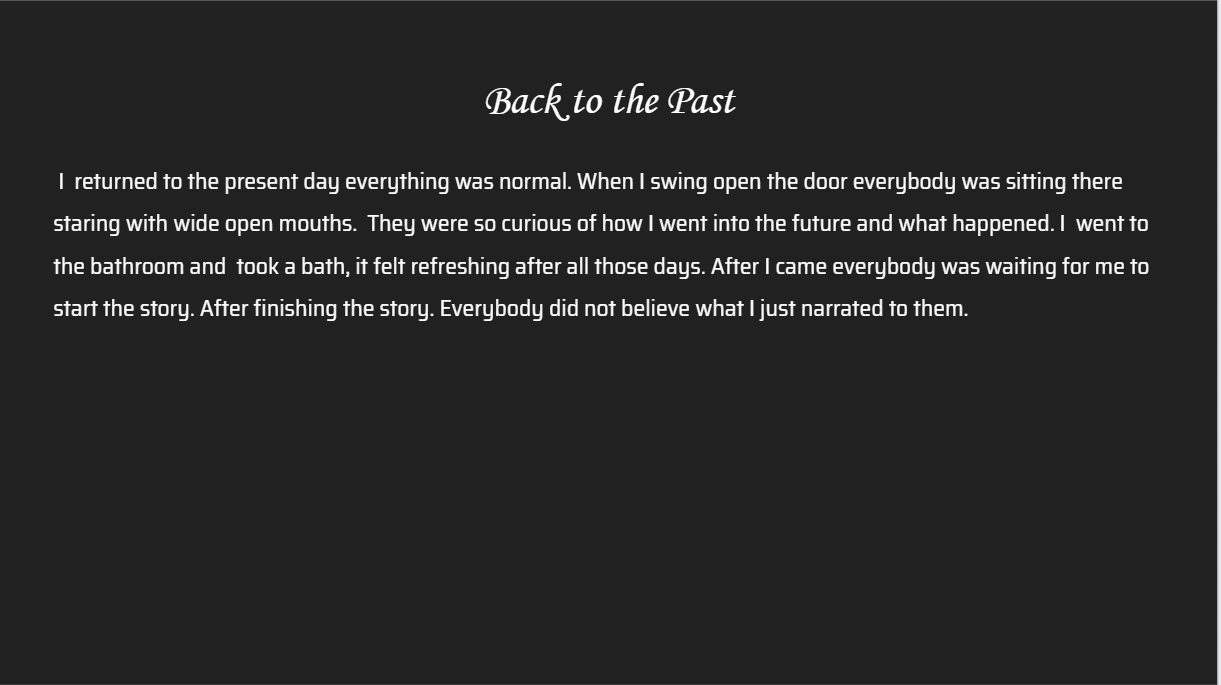 Back to the Past
I  returned to the present day everything was normal. When I swing open the door everybody was sitting there
staring with wide open mouths.  They were so curious of how I went into the future and what happened. I  went to
the bathroom and  took a bath, it felt refreshing after all those days. After I came everybody was waiting for me to
start the story. After finishing the story. Everybody did not believe what I just narrated to them.